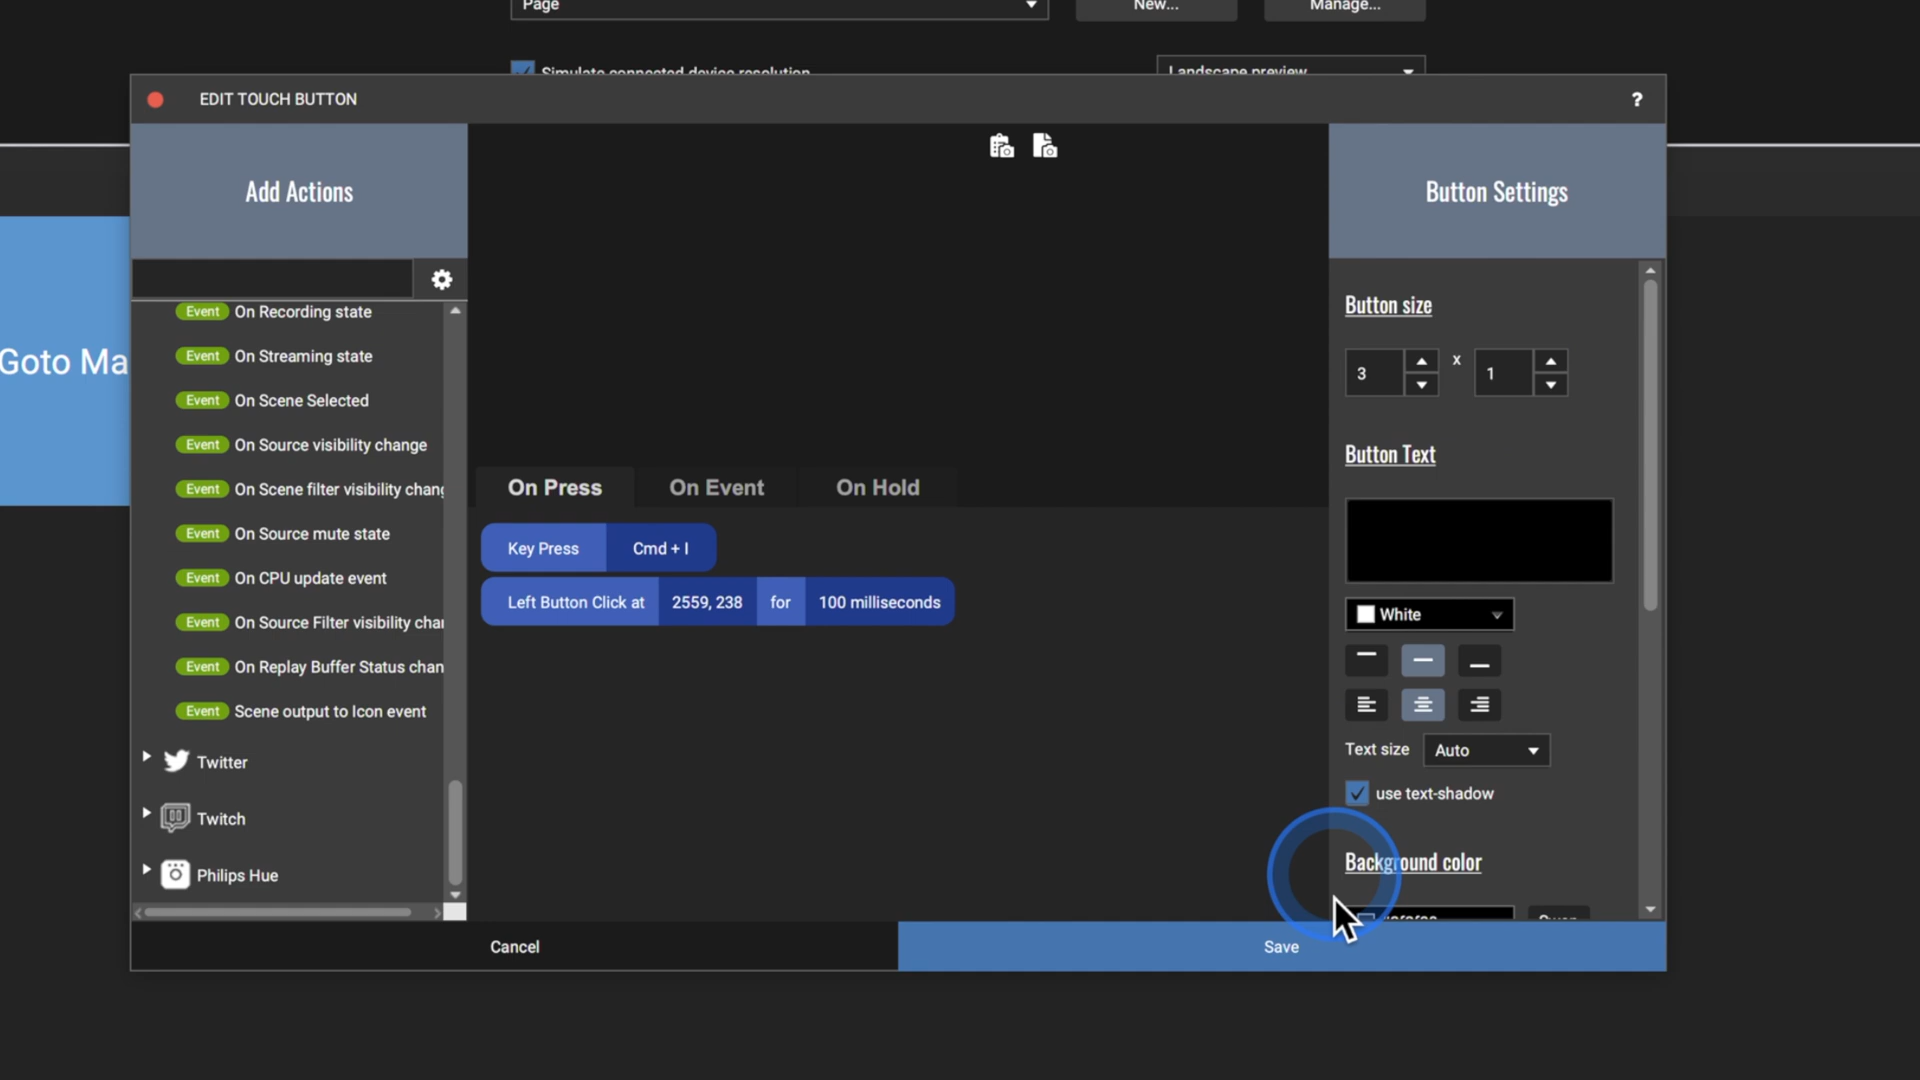 Page
New...
Manage...
Simulate connected device resolution
Landscape preview
EDIT TOUCH BUTTON
?
Add Actions
Button Settings
Goto Ma
Event On Recording state
Event On Streaming state
Event On Scene Selected
Event On Source visibility change
Event On Scene filter visibility chang
Event On Source mute state
Event On CPU update event
Event On Source Filter visibility chan
Event On Replay Buffer Status chan
Event Scene output to Icon event
Twitter
Twitch
Philips Hue
On Press
On Event
On Hold
Key Press Cmd + I
Left Button Click at 2559, 238 for 100 milliseconds
Button size
3 x 1
Button Text
White
Text size Auto
use text-shadow
Background color
Cancel
Save